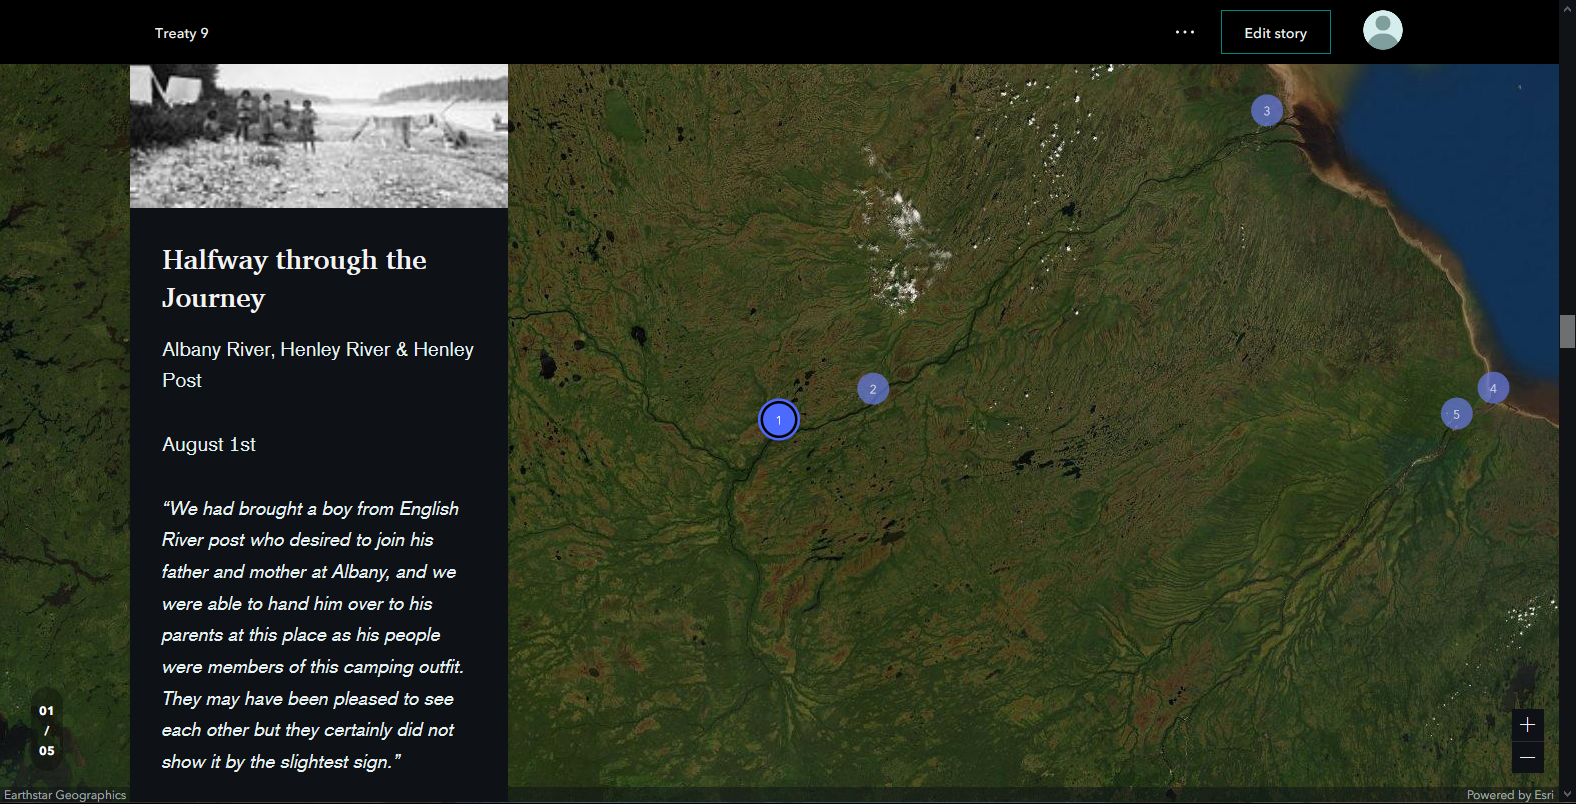 Treaty 9
Edit story
Halfway through the
Journey
Albany River, Henley River & Henley
Post
August 1st
“We had brought a boy from English
River post who desired to join his
father and mother at Albany, and we
were able to hand him over to his
parents at this place as his people
were members of this camping outfit.
They may have been pleased to see
each other but they certainly did not
show it by the slightest sign.”
3
2
1
4
5
01
/
05
Earthstar Geographics
Powered by Esri